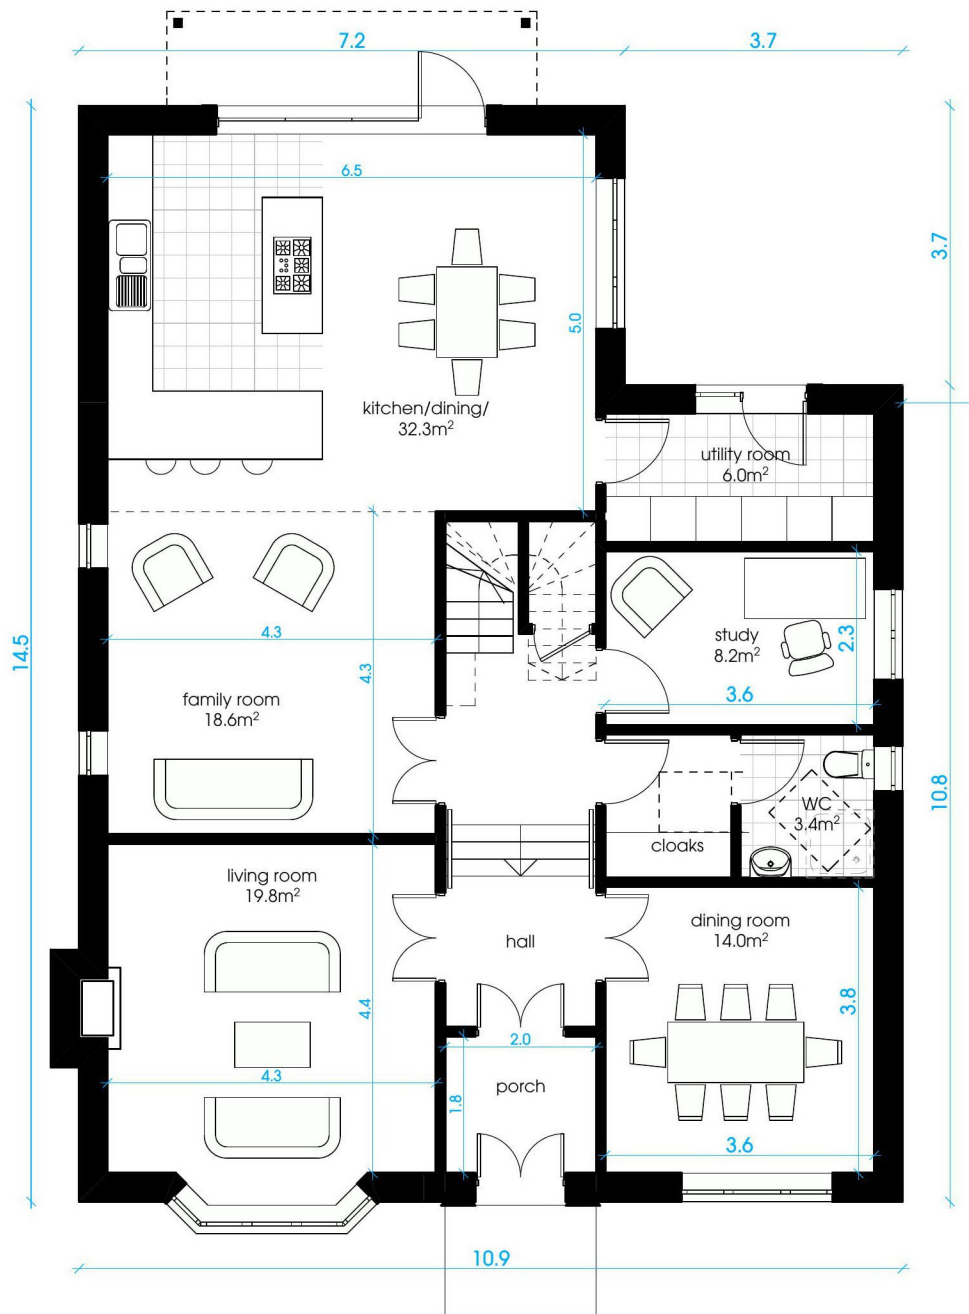 7.2
3.7
6.5
3.7
5.0
kitchen/dining/
32.3m²
utility room
6.0m²
14.5
4.3
4.3
study
8.2m²
2.3
3.6
family room
18.6m²
10.8
WC
3.4m²
cloaks
living room
19.8m²
hall
dining room
14.0m²
4.4
3.8
2.0
4.3
porch
1.8
3.6
10.9